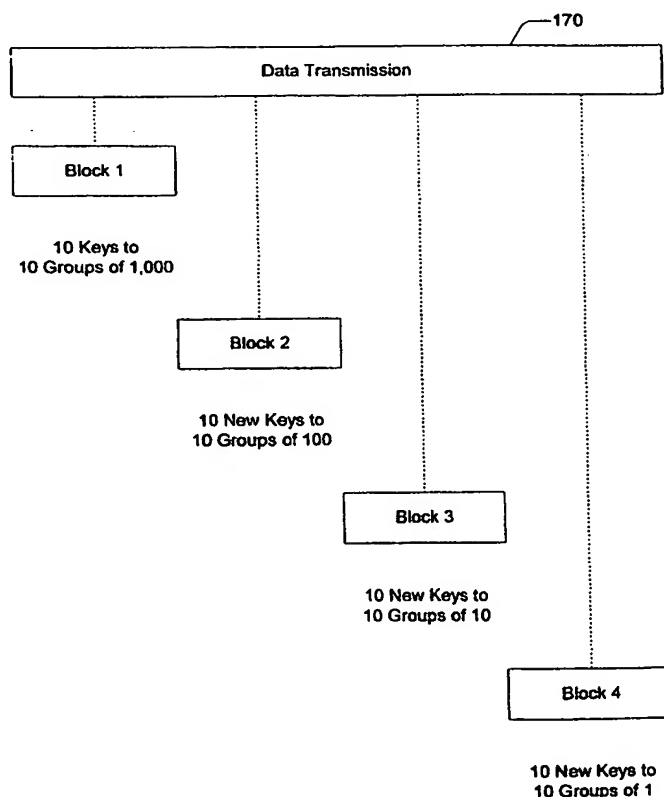 170
Data Transmission
Block 1
10 Keys to
10 Groups of 1,000
Block 2
10 New Keys to
10 Groups of 100
Block 3
10 New Keys to
10 Groups of 10
Block 4
10 New Keys to
10 Groups of 1